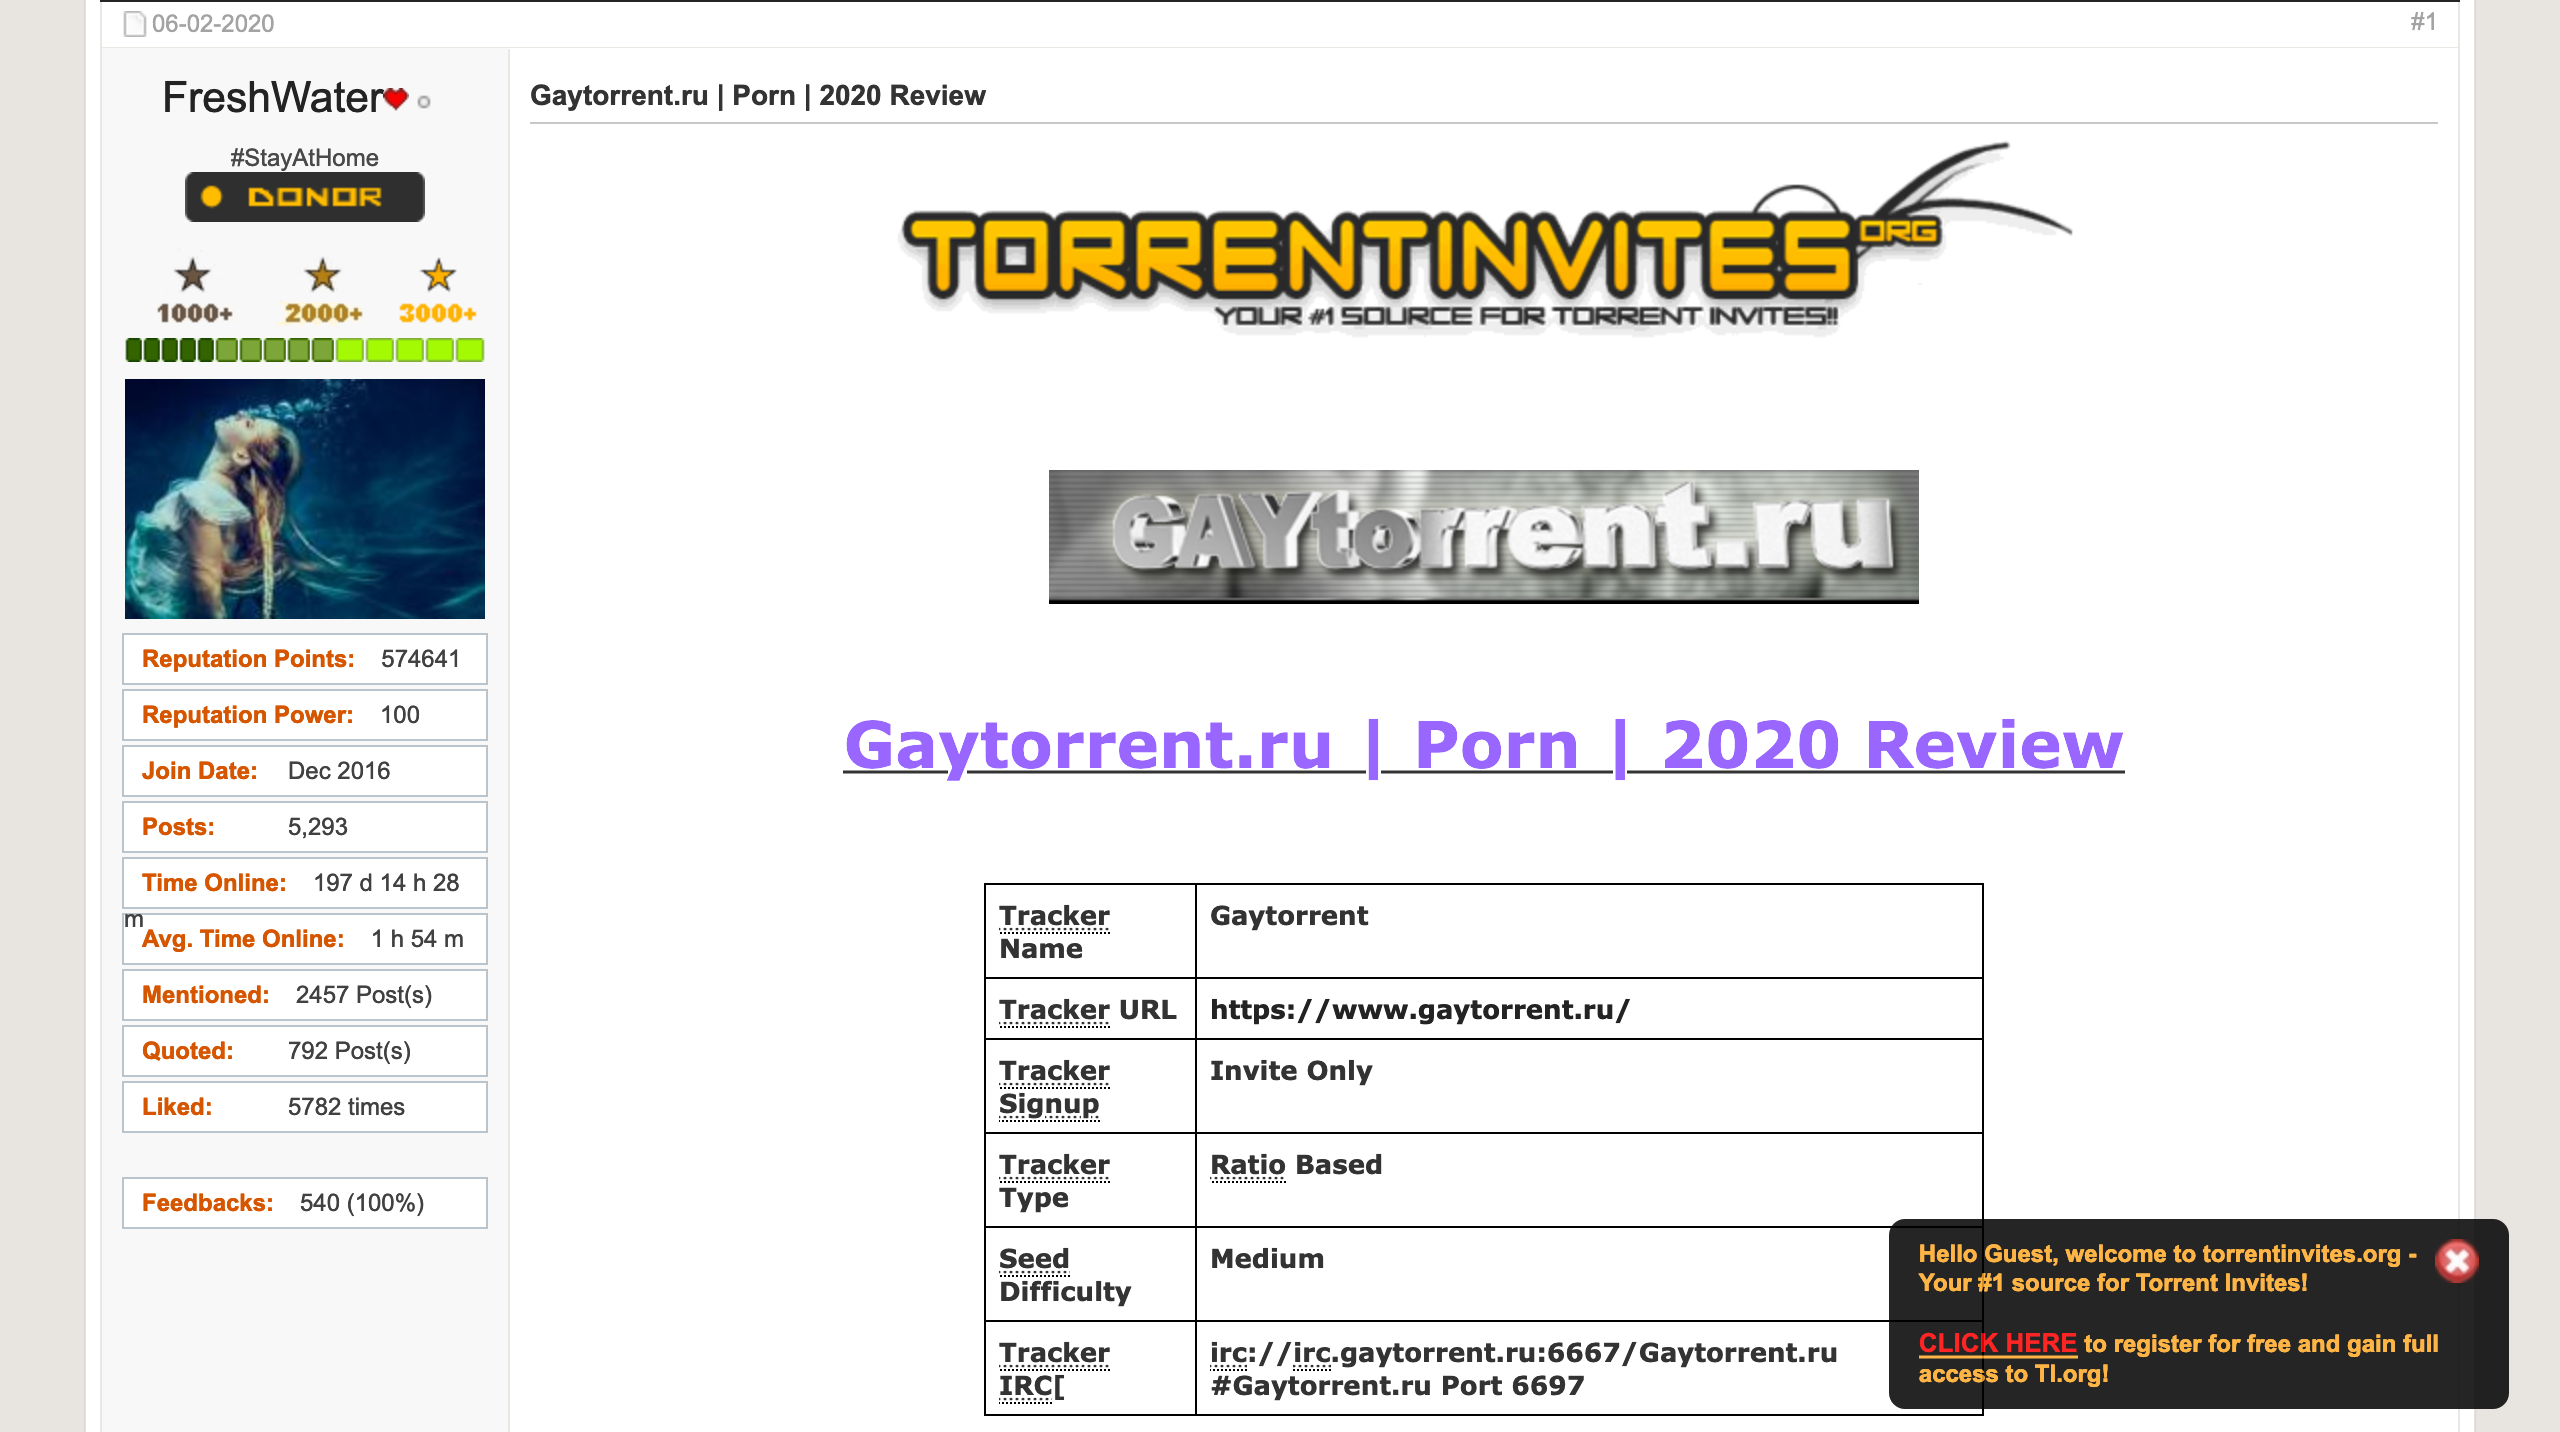 06-02-2020
#1
FreshWater
#StayAtHome
DONOR
1000+ 2000+ 3000+
Reputation Points: 574641
Reputation Power: 100
Join Date: Dec 2016
Posts: 5,293
Time Online: 197 d 14 h 28
m
Avg. Time Online: 1 h 54 m
Mentioned: 2457 Post(s)
Quoted: 792 Post(s)
Liked: 5782 times
Feedbacks: 540 (100%)
Gaytorrent.ru | Porn | 2020 Review
TORRENTINVITES ORG
YOUR #1 SOURCE FOR TORRENT INVITES!!
GAYtorrent.ru
Gaytorrent.ru | Porn | 2020 Review
Tracker
Name
Gaytorrent
Tracker URL
https://www.gaytorrent.ru/
Tracker
Signup
Invite Only
Tracker
Type
Ratio Based
Seed
Difficulty
Medium
Tracker
IRC[
irc://irc.gaytorrent.ru:6667/Gaytorrent.ru
#Gaytorrent.ru Port 6697
Hello Guest, welcome to torrentinvites.org -
Your #1 source for Torrent Invites!
CLICK HERE to register for free and gain full
access to TI.org!